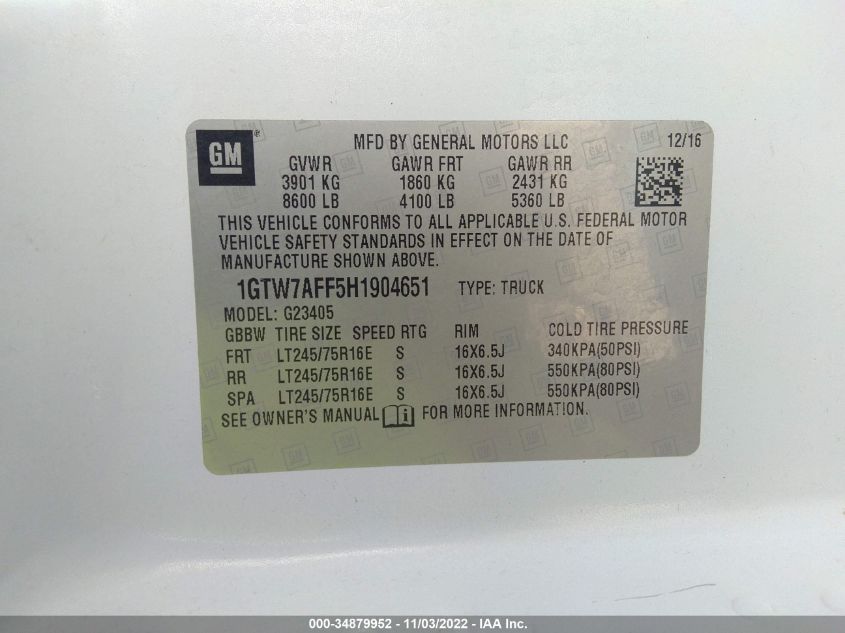 GM ® MFD BY GENERAL MOTORS LLC 12/16
GVWR GAWR FRT GAWR RR
3901 KG 1860 KG 2431 KG
8600 LB 4100 LB 5360 LB
THIS VEHICLE CONFORMS TO ALL APPLICABLE U.S. FEDERAL MOTOR
VEHICLE SAFETY STANDARDS IN EFFECT ON THE DATE OF
MANUFACTURE SHOWN ABOVE.
1GTW7AFF5H1904651 TYPE: TRUCK
MODEL: G23405
GBBW TIRE SIZE SPEED RTG RIM COLD TIRE PRESSURE
FRT LT245/75R16E S 16X6.5J 340KPA(50PSI)
RR LT245/75R16E S 16X6.5J 550KPA(80PSI)
SPA LT245/75R16E S 16X6.5J 550KPA(80PSI)
SEE OWNER'S MANUAL FOR MORE INFORMATION.
000-34879952 - 11/03/2022 - IAA Inc.